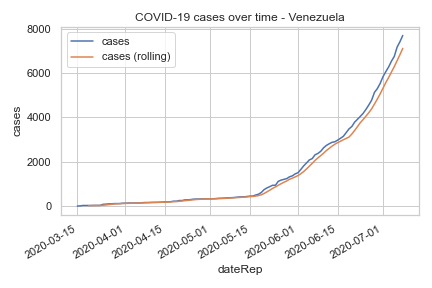 COVID-19 cases over time - Venezuela
cases
cases (rolling)
8000
6000
4000
2000
0
cases
2020-03-15
2020-04-01
2020-04-15
2020-05-01
2020-05-15
2020-06-01
2020-06-15
2020-07-01
dateRep